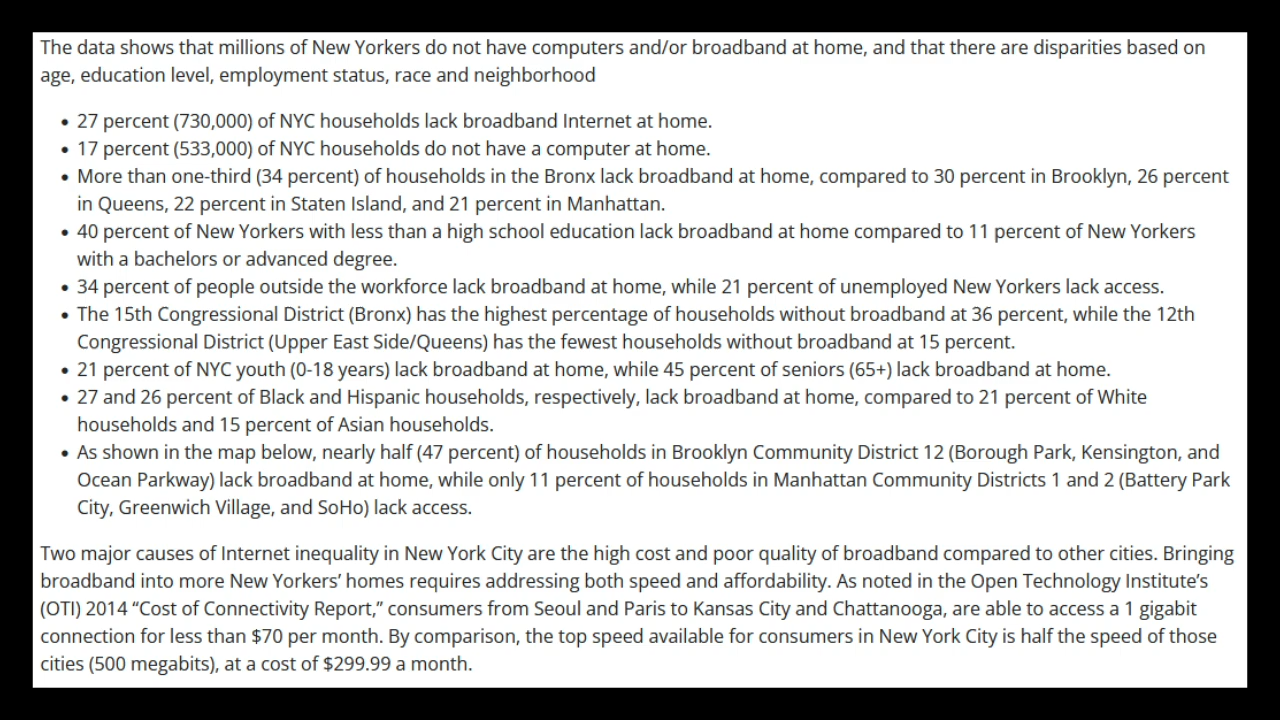 The data shows that millions of New Yorkers do not have computers and/or broadband at home, and that there are disparities based on
age, education level, employment status, race and neighborhood
• 27 percent (730,000) of NYC households lack broadband Internet at home.
• 17 percent (533,000) of NYC households do not have a computer at home.
• More than one-third (34 percent) of households in the Bronx lack broadband at home, compared to 30 percent in Brooklyn, 26 percent
in Queens, 22 percent in Staten Island, and 21 percent in Manhattan.
• 40 percent of New Yorkers with less than a high school education lack broadband at home compared to 11 percent of New Yorkers
with a bachelors or advanced degree.
• 34 percent of people outside the workforce lack broadband at home, while 21 percent of unemployed New Yorkers lack access.
• The 15th Congressional District (Bronx) has the highest percentage of households without broadband at 36 percent, while the 12th
Congressional District (Upper East Side/Queens) has the fewest households without broadband at 15 percent.
• 21 percent of NYC youth (0-18 years) lack broadband at home, while 45 percent of seniors (65+) lack broadband at home.
• 27 and 26 percent of Black and Hispanic households, respectively, lack broadband at home, compared to 21 percent of White
households and 15 percent of Asian households.
• As shown in the map below, nearly half (47 percent) of households in Brooklyn Community District 12 (Borough Park, Kensington, and
Ocean Parkway) lack broadband at home, while only 11 percent of households in Manhattan Community Districts 1 and 2 (Battery Park
City, Greenwich Village, and SoHo) lack access.
Two major causes of Internet inequality in New York City are the high cost and poor quality of broadband compared to other cities. Bringing
broadband into more New Yorkers’ homes requires addressing both speed and affordability. As noted in the Open Technology Institute’s
(OTI) 2014 “Cost of Connectivity Report,” consumers from Seoul and Paris to Kansas City and Chattanooga, are able to access a 1 gigabit
connection for less than $70 per month. By comparison, the top speed available for consumers in New York City is half the speed of those
cities (500 megabits), at a cost of $299.99 a month.